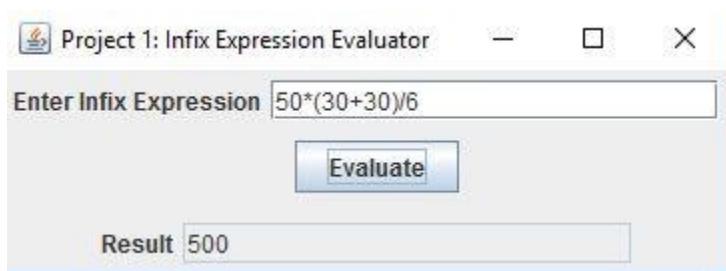 Project 1: Infix Expression Evaluator
Enter Infix Expression 50*(30+30)/6
Evaluate
Result 500